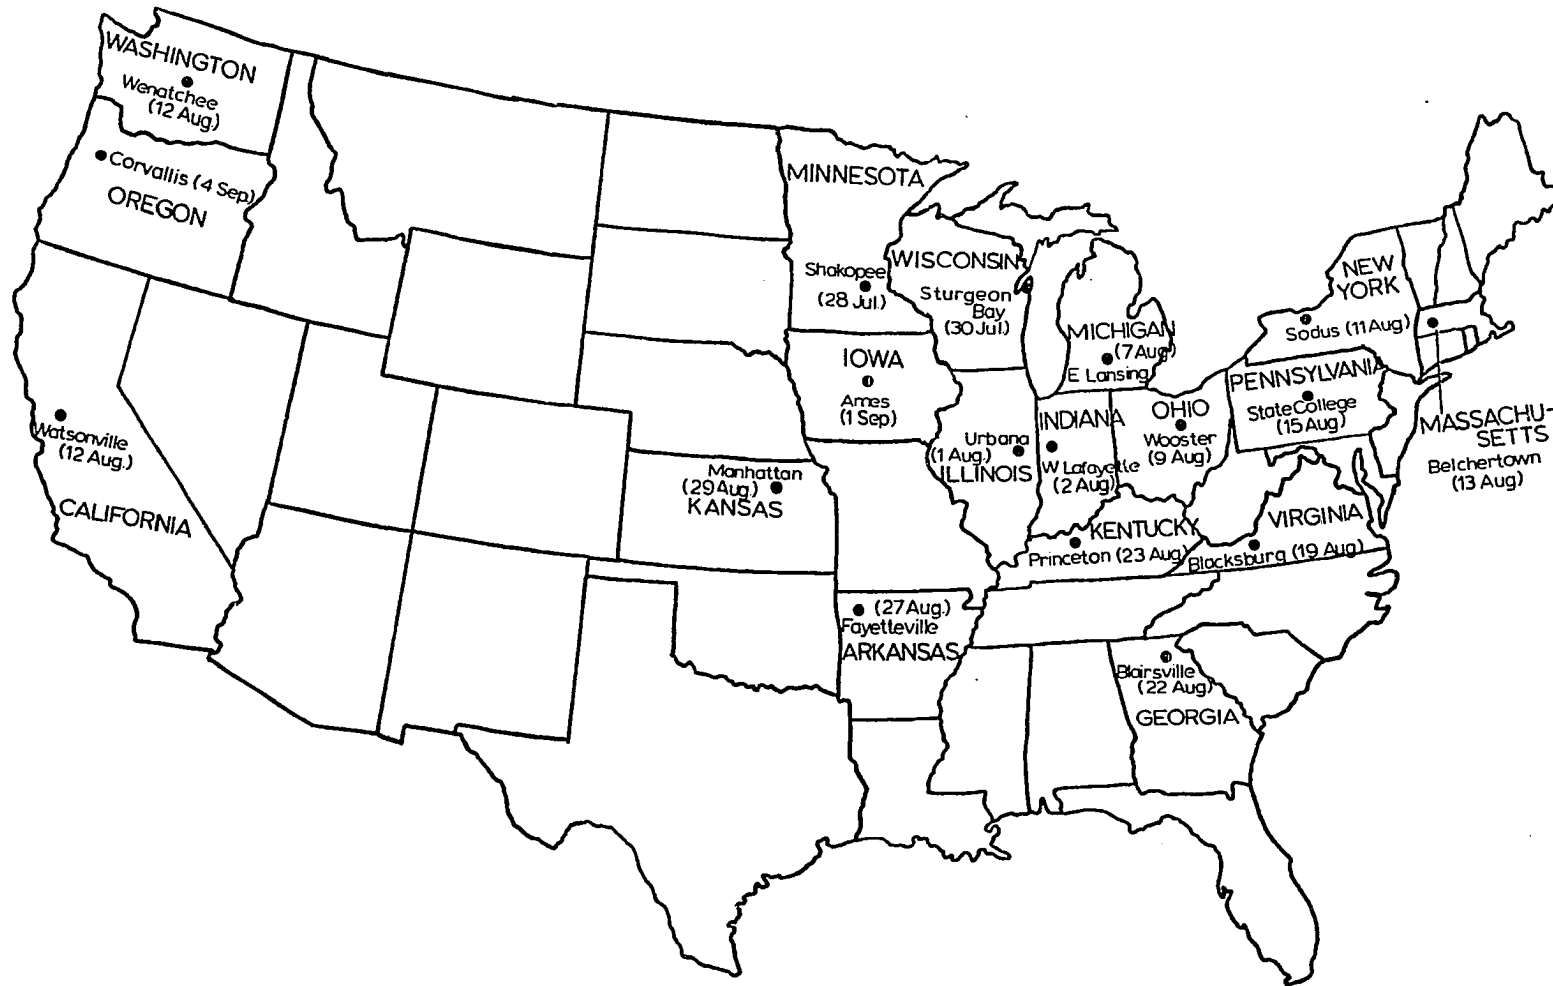 WASHINGTON
Wenatchee
(12 Aug.)
Corvallis (4 Sep)
OREGON
Watsonville
(12 Aug.)
CALIFORNIA
MINNESOTA
Shakopee
(28 Jul.)
WISCONSIN
Sturgeon
Bay
(30 Jul.)
MICHIGAN
(7 Aug)
E Lansing
IOWA
Ames
(1 Sep)
Manhattan
(29 Aug.)
KANSAS
Urbana
(1 Aug.)
ILLINOIS
INDIANA
W Lafayette
(2 Aug)
OHIO
Wooster
(9 Aug)
NEW
YORK
Sodus (11 Aug)
PENNSYLVANIA
State College
(15 Aug)
MASSACHU-
SETTS
Belchertown
(13 Aug)
KENTUCKY
Princeton (23 Aug)
VIRGINIA
Blacksburg (19 Aug)
(27 Aug.)
Fayetteville
ARKANSAS
Blairsville
(22 Aug)
GEORGIA